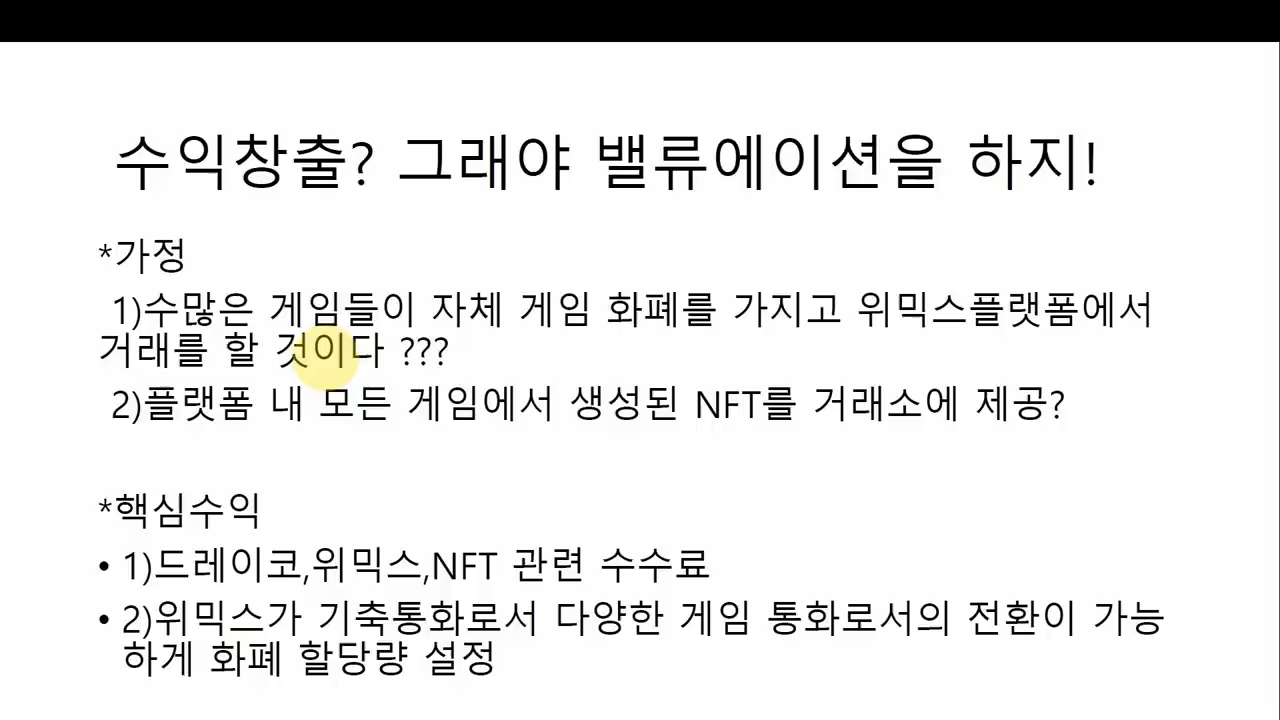 수익창출? 그래야 밸류에이션을 하지!
*가정
1)수많은 게임들이 자체 게임 화폐를 가지고 위믹스플랫폼에서
거래를 할 것이다 ???
2)플랫폼 내 모든 게임에서 생성된 NFT를 거래소에 제공?
*핵심수익
• 1)드레이코,위믹스,NFT 관련 수수료
• 2)위믹스가 기축통화로서 다양한 게임 통화로서의 전환이 가능
하게 화폐 할당량 설정